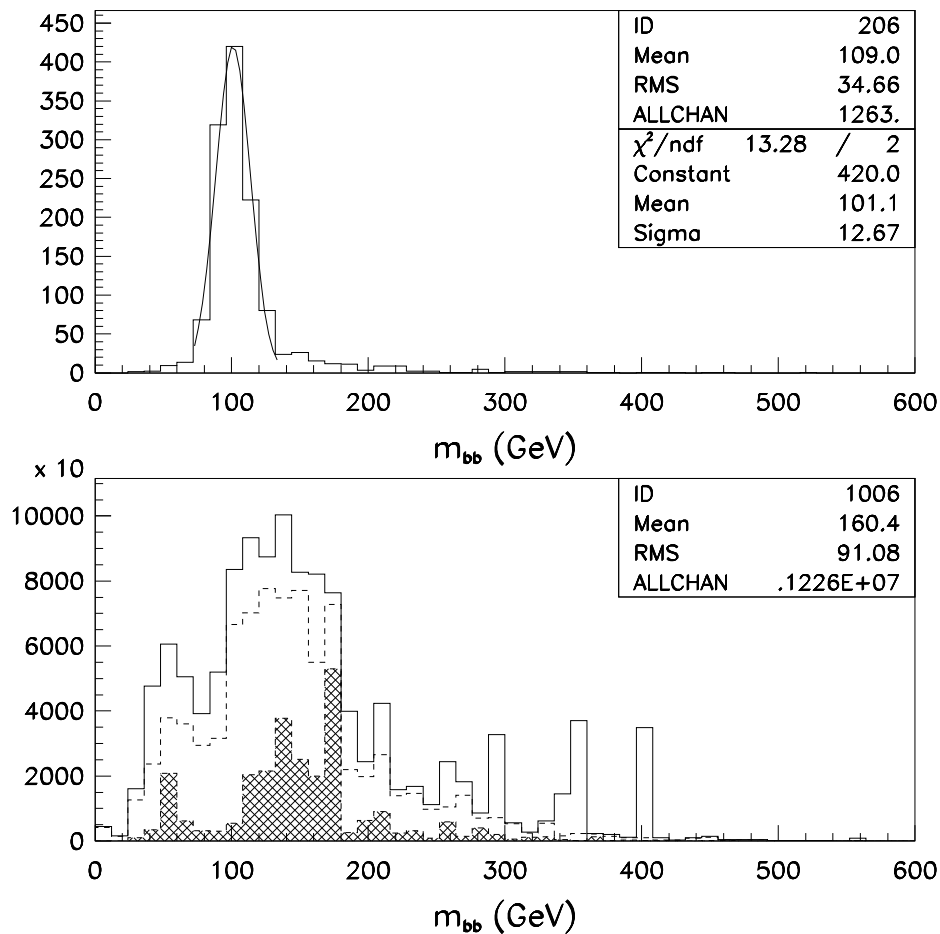 450
400
350
300
250
200
150
100
50
0
ID 206
Mean 109.0
RMS 34.66
ALLCHAN 1263.
χ²/ndf 13.28 / 2
Constant 420.0
Mean 101.1
Sigma 12.67
0 100 200 300 400 500 600
m_bb (GeV)
x 10
10000
8000
6000
4000
2000
0
ID 1006
Mean 160.4
RMS 91.08
ALLCHAN .1226E+07
0 100 200 300 400 500 600
m_bb (GeV)